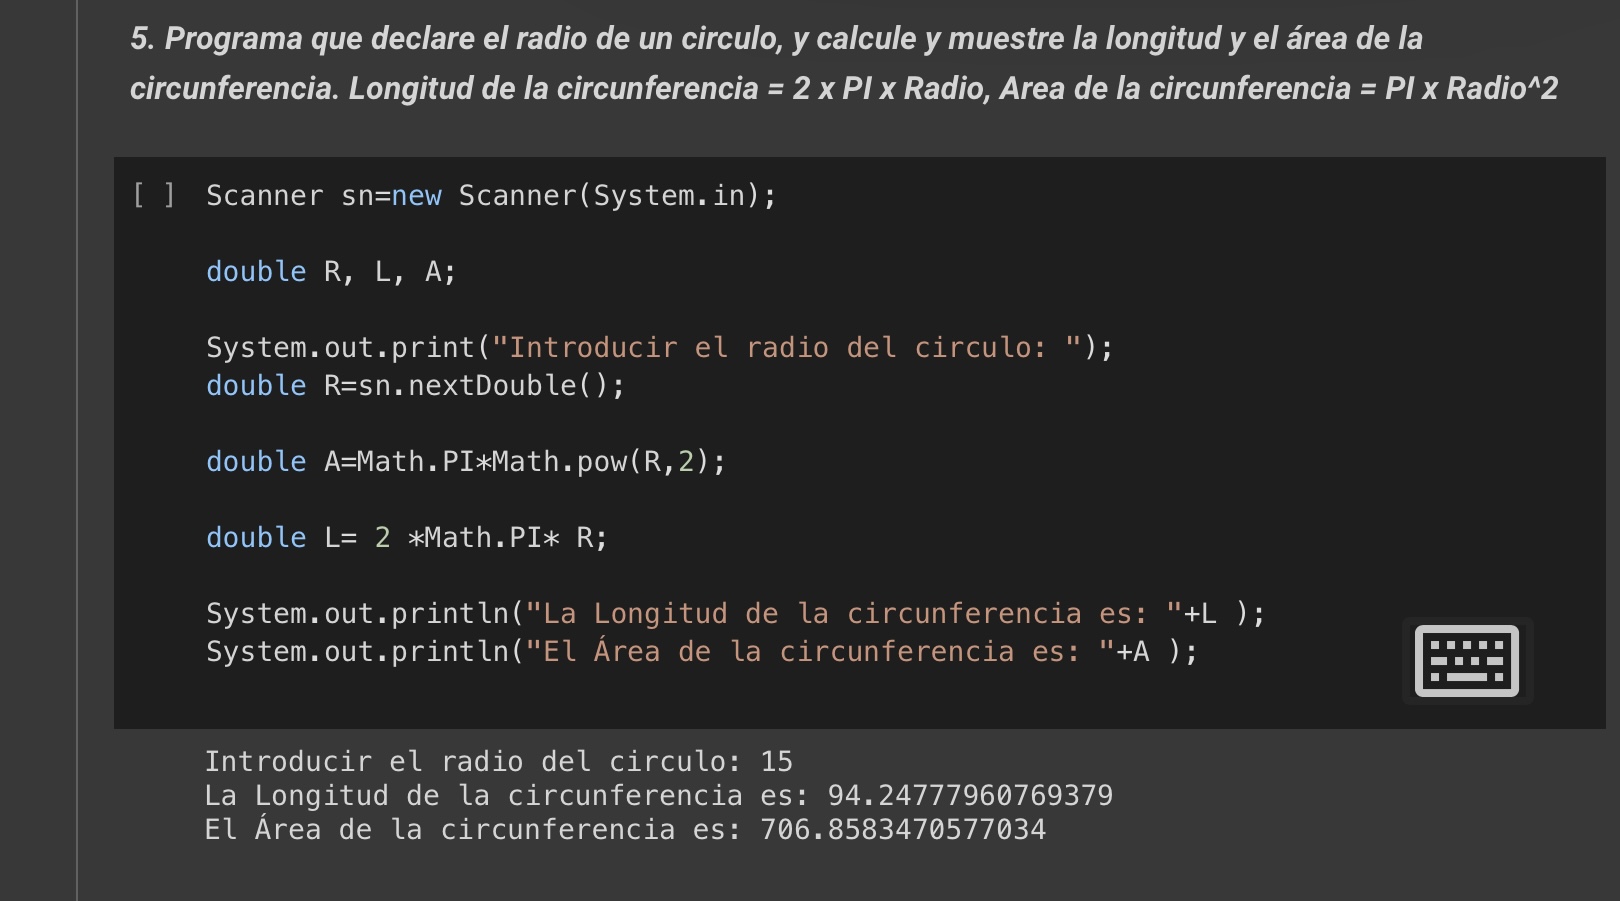 5. Programa que declare el radio de un circulo, y calcule y muestre la longitud y el área de la
circunferencia. Longitud de la circunferencia = 2 x PI x Radio, Area de la circunferencia = PI x Radio^2
[ ] Scanner sn=new Scanner(System.in);
double R, L, A;
System.out.print("Introducir el radio del circulo: ");
double R=sn.nextDouble();
double A=Math.PI*Math.pow(R,2);
double L= 2 *Math.PI* R;
System.out.println("La Longitud de la circunferencia es: "+L );
System.out.println("El Área de la circunferencia es: "+A );
Introducir el radio del circulo: 15
La Longitud de la circunferencia es: 94.24777960769379
El Área de la circunferencia es: 706.8583470577034